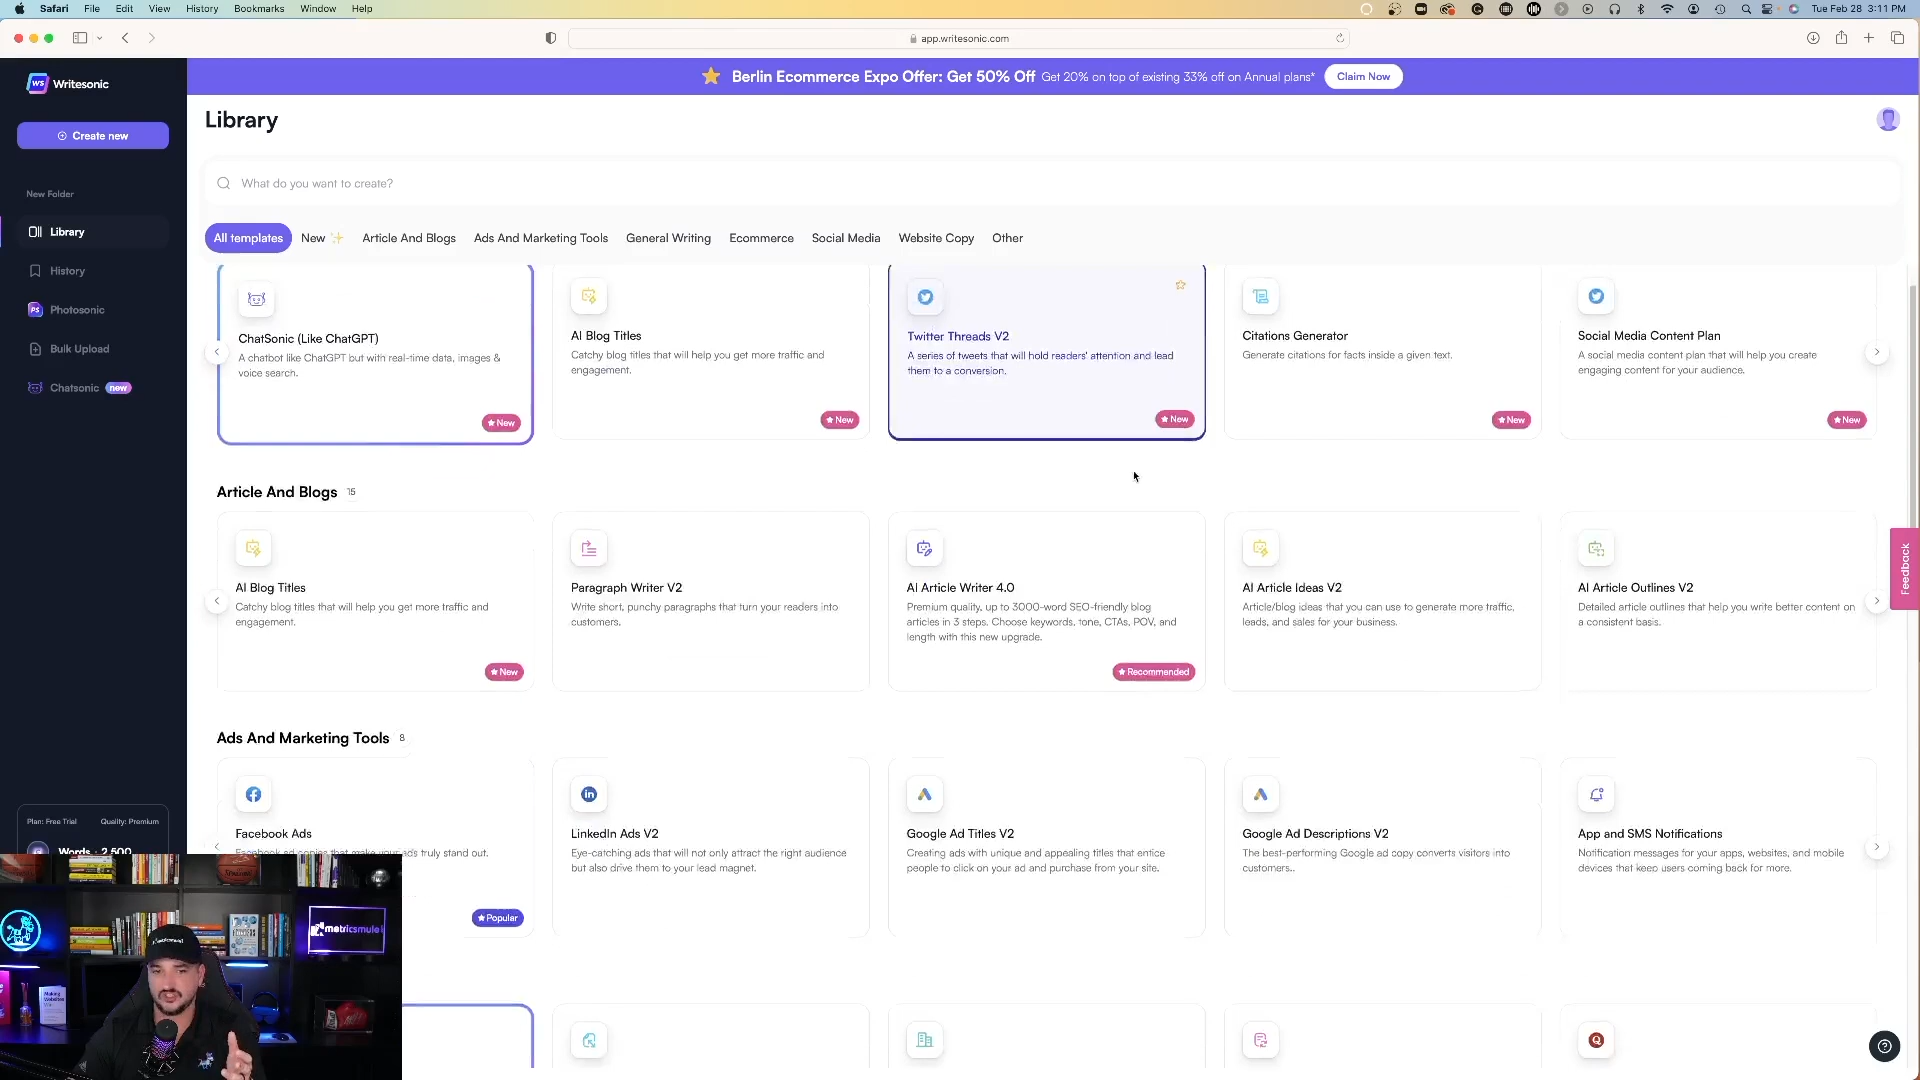 Safari File Edit View History Bookmarks Window Help
Tue Feb 28 3:11 PM
app.writesonic.com
Writesonic
Berlin Ecommerce Expo Offer: Get 50% Off Get 20% on top of existing 33% off on Annual plans* Claim Now
Library
Create new
What do you want to create?
New Folder
Library
History
Photosonic
Bulk Upload
Chatsonic new
All templates New Article And Blogs Ads And Marketing Tools General Writing Ecommerce Social Media Website Copy Other
ChatSonic (Like ChatGPT)
A chatbot like ChatGPT but with real-time data, images &
voice search.
New
AI Blog Titles
Catchy blog titles that will help you get more traffic and
engagement.
New
Twitter Threads V2
A series of tweets that will hold readers' attention and lead
them to a conversion.
New
Citations Generator
Generate citations for facts inside a given text.
New
Social Media Content Plan
A social media content plan that will help you create
engaging content for your audience.
New
Article And Blogs 15
AI Blog Titles
Catchy blog titles that will help you get more traffic and
engagement.
New
Paragraph Writer V2
Write short, punchy paragraphs that turn your readers into
customers.
AI Article Writer 4.0
Premium quality, up to 3000-word SEO-friendly blog
articles in 3 steps. Choose keywords, tone, CTAs, POV, and
length with this new upgrade.
Recommended
AI Article Ideas V2
Article/blog ideas that you can use to generate more traffic,
leads, and sales for your business.
AI Article Outlines V2
Detailed article outlines that help you write better content on
a consistent basis.
Feedback
Ads And Marketing Tools 8
Facebook Ads
Facebook ad copies that make your ads truly stand out.
Popular
LinkedIn Ads V2
Eye-catching ads that will not only attract the right audience
but also drive them to your lead magnet.
Google Ad Titles V2
Creating ads with unique and appealing titles that entice
people to click on your ad and purchase from your site.
Google Ad Descriptions V2
The best-performing Google ad copy converts visitors into
customers..
App and SMS Notifications
Notification messages for your apps, websites, and mobile
devices that keep users coming back for more.
Plan: Free Trial Quality: Premium
Words : 2,500
metricsmule